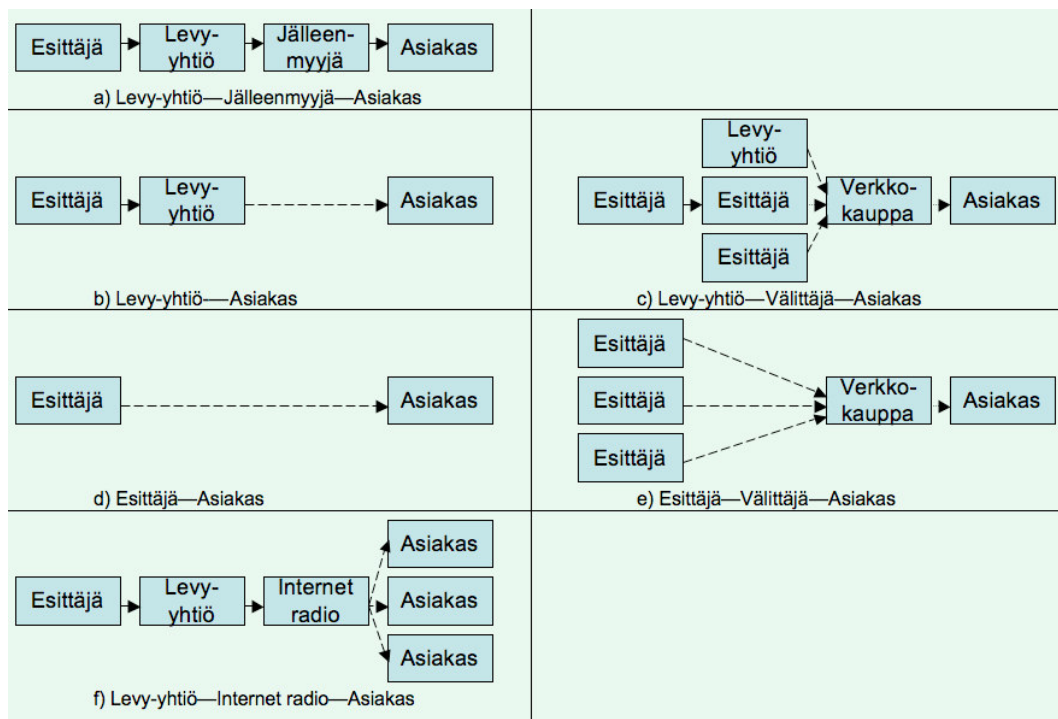 Esittäjä
Levy-
yhtiö
Jälleen-
myyjä
Asiakas
a) Levy-yhtiö—Jälleenmyyjä—Asiakas
Esittäjä
Levy-
yhtiö
Asiakas
b) Levy-yhtiö-—Asiakas
Levy-
yhtiö
Esittäjä
Esittäjä
Esittäjä
Verkko-
kauppa
Asiakas
c) Levy-yhtiö—Välittäjä—Asiakas
Esittäjä
Asiakas
d) Esittäjä—Asiakas
Esittäjä
Esittäjä
Esittäjä
Verkko-
kauppa
Asiakas
e) Esittäjä—Välittäjä—Asiakas
Esittäjä
Levy-
yhtiö
Internet
radio
Asiakas
Asiakas
Asiakas
f) Levy-yhtiö—Internet radio—Asiakas